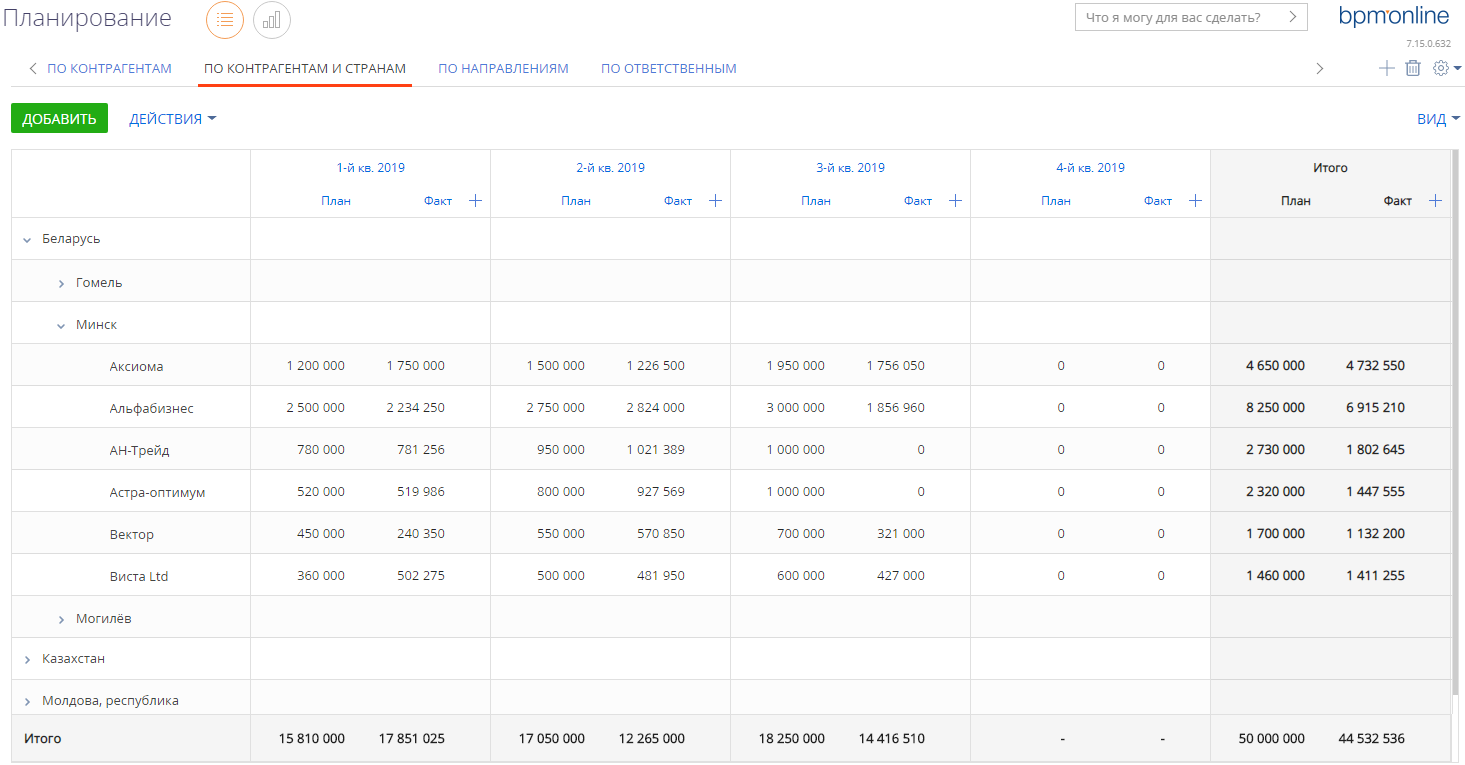 Планирование
Что я могу для вас сделать?
bpm'online
7.15.0.632
ПО КОНТРАГЕНТАМ ПО КОНТРАГЕНТАМ И СТРАНАМ ПО НАПРАВЛЕНИЯМ ПО ОТВЕТСТВЕННЫМ
ДОБАВИТЬ ДЕЙСТВИЯ ВИД
1-й кв. 2019 2-й кв. 2019 3-й кв. 2019 4-й кв. 2019 Итого
План Факт План Факт План Факт План Факт План Факт
Беларусь
Гомель
Минск
Аксиома 1 200 000 1 750 000 1 500 000 1 226 500 1 950 000 1 756 050 0 0 4 650 000 4 732 550
Альфабизнес 2 500 000 2 234 250 2 750 000 2 824 000 3 000 000 1 856 960 0 0 8 250 000 6 915 210
АН-Трейд 780 000 781 256 950 000 1 021 389 1 000 000 0 0 0 2 730 000 1 802 645
Астра-оптимум 520 000 519 986 800 000 927 569 1 000 000 0 0 0 2 320 000 1 447 555
Вектор 450 000 240 350 550 000 570 850 700 000 321 000 0 0 1 700 000 1 132 200
Виста Ltd 360 000 502 275 500 000 481 950 600 000 427 000 0 0 1 460 000 1 411 255
Могилёв
Казахстан
Молдова, республика
Итого 15 810 000 17 851 025 17 050 000 12 265 000 18 250 000 14 416 510 - - 50 000 000 44 532 536